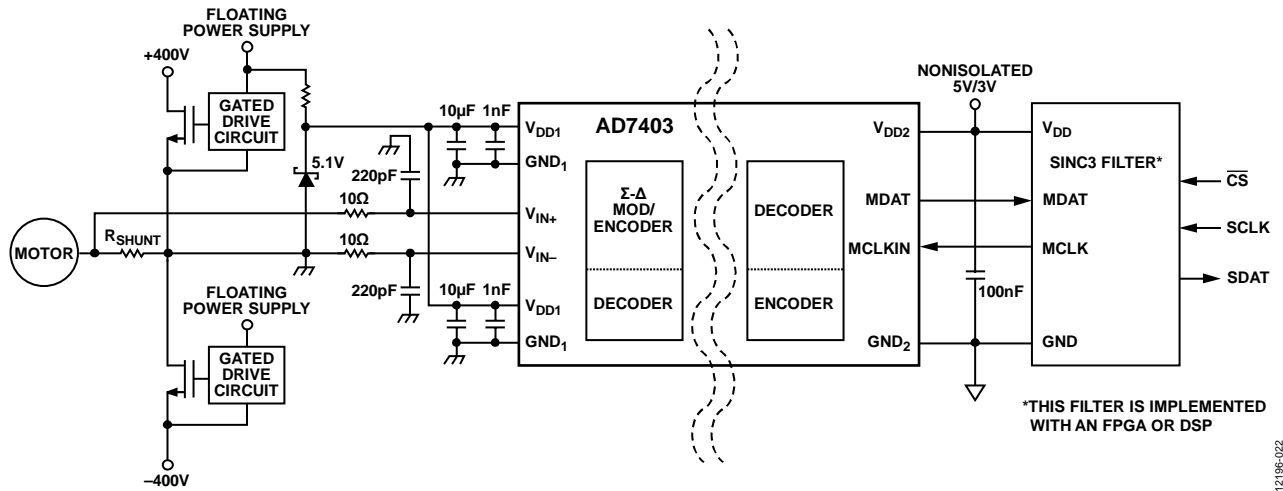 FLOATING
POWER SUPPLY
+400V
GATED
DRIVE
CIRCUIT
5.1V
10µF
1nF
220pF
10Ω
10Ω
220pF
10µF
1nF
MOTOR
RSHUNT
FLOATING
POWER SUPPLY
GATED
DRIVE
CIRCUIT
–400V
AD7403
VDD1
GND1
VIN+
VIN–
VDD1
GND1
Σ-Δ
MOD/
ENCODER
DECODER
DECODER
ENCODER
VDD2
MDAT
MCLKIN
GND2
NONISOLATED
5V/3V
100nF
VDD
SINC3 FILTER*
MDAT
MCLK
GND
CS
SCLK
SDAT
*THIS FILTER IS IMPLEMENTED
WITH AN FPGA OR DSP
12196-022